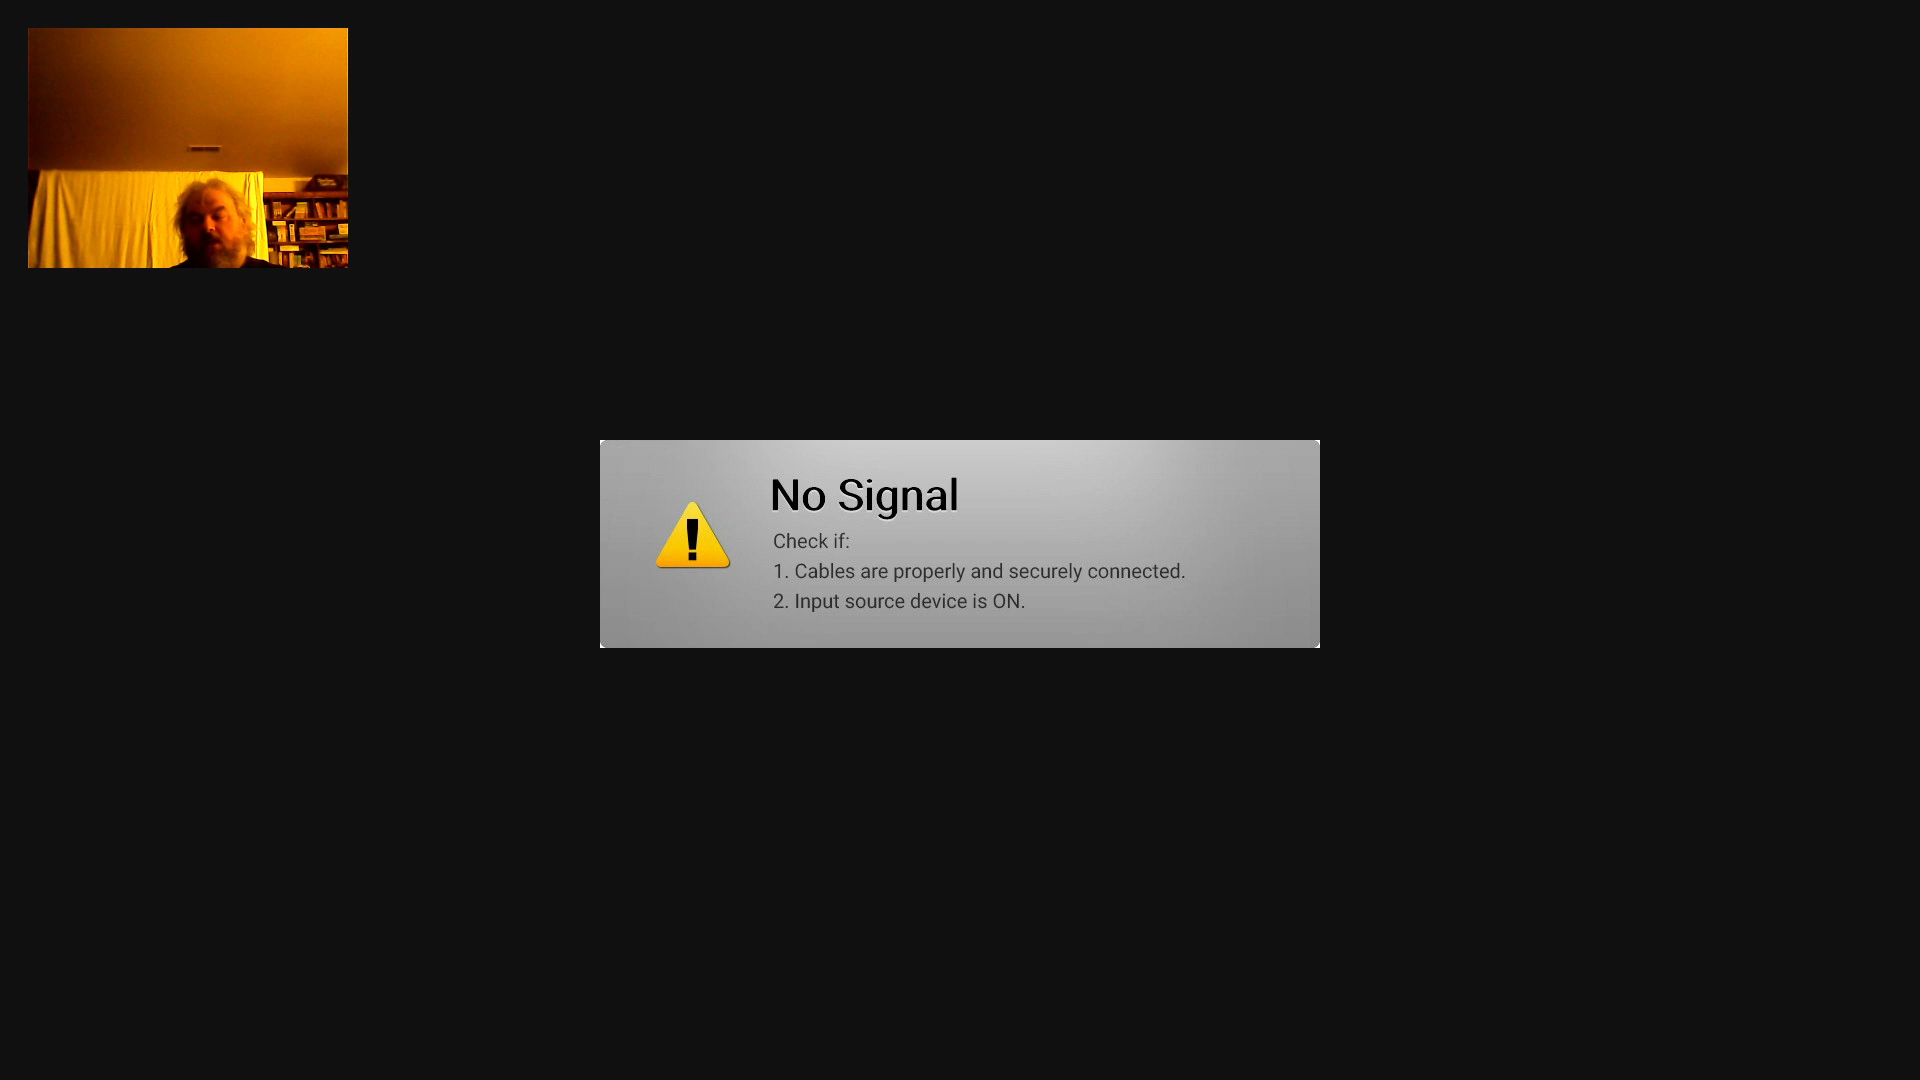 No Signal
Check if:
1. Cables are properly and securely connected.
2. Input source device is ON.